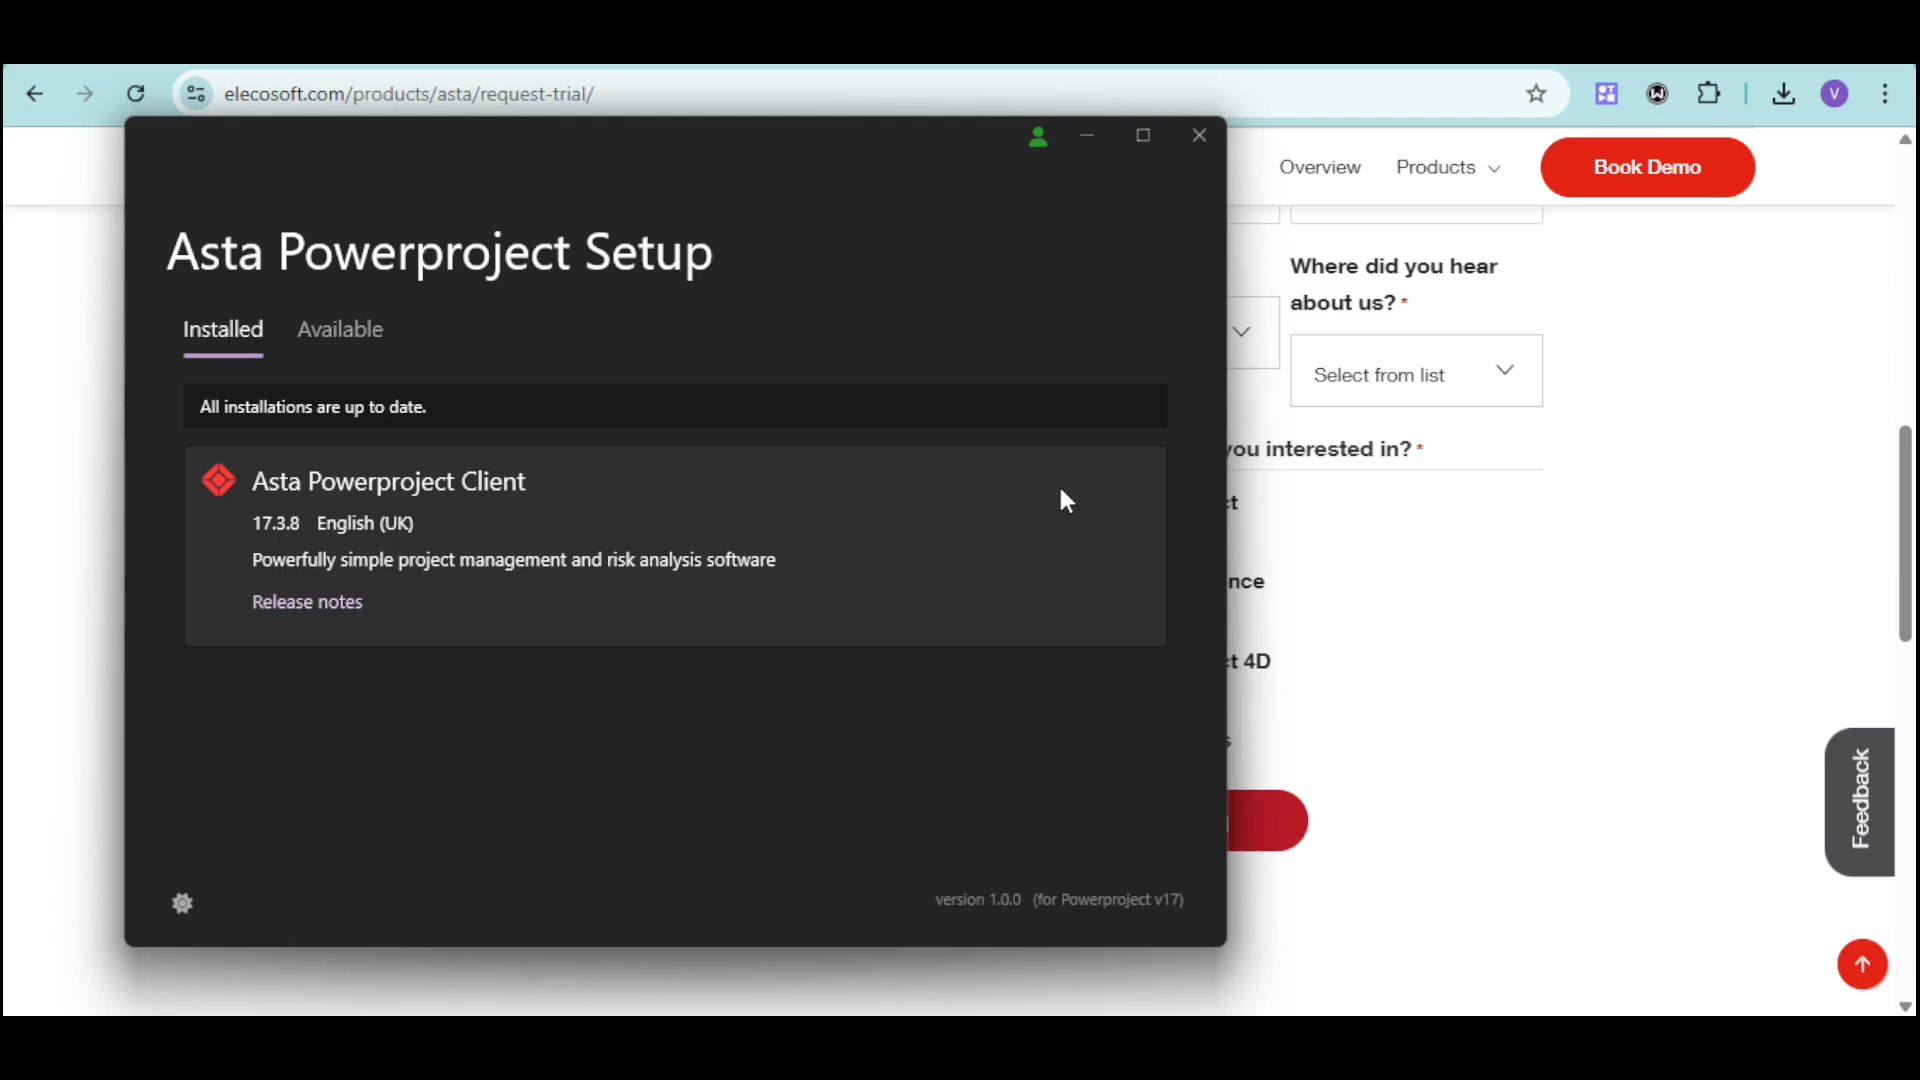 elecosoft.com/products/asta/request-trial/
V
Overview
Products
Book Demo
Asta Powerproject Setup
Installed
Available
All installations are up to date.
Asta Powerproject Client
17.3.8 English (UK)
Powerfully simple project management and risk analysis software
Release notes
version 1.0.0 (for Powerproject v17)
Where did you hear
about us? *
Select from list
you interested in? *
ct
nce
ct 4D
s
Feedback